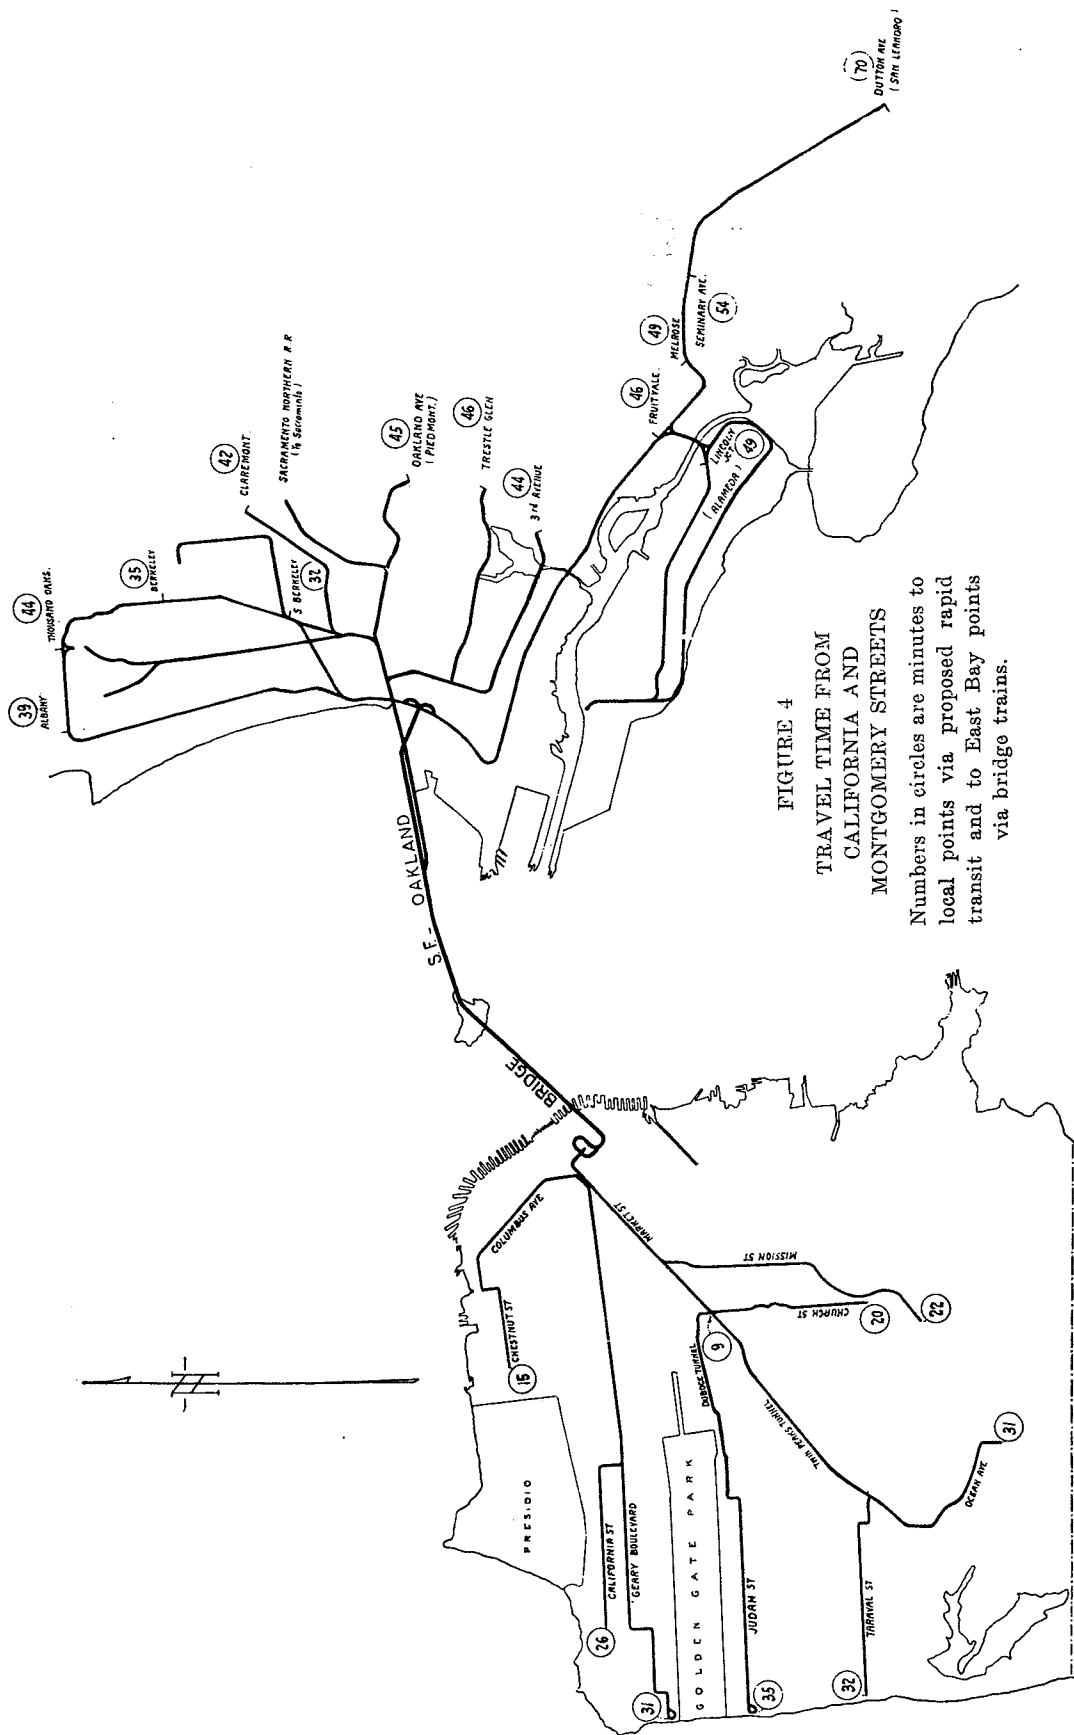 FIGURE 4
TRAVEL TIME FROM
CALIFORNIA AND
MONTGOMERY STREETS
Numbers in circles are minutes to
local points via proposed rapid
transit and to East Bay points
via bridge trains.
N
PRESIDIO
GOLDEN GATE PARK
15
CHESTNUT ST
COLUMBUS AVE
26
CALIFORNIA ST
GEARY BOULEVARD
31
35
JUDAH ST
DUBOCE TUNNEL
9
MARKET ST
MISSION ST
22
CHURCH ST
20
TWIN PEAKS TUNNEL
32
TARAVAL ST
OCEAN AVE
31
S.F. - OAKLAND
BRIDGE
39
ALBANY
44
THOUSAND OAKS.
35
BERKELEY
S BERKELEY
32
42
CLAREMONT.
SACRAMENTO NORTHERN R.R
(To Sacramento)
45
OAKLAND AVE
(PIEDMONT.)
46
TRESTLE GLEN
44
3rd AVENUE
46
FRUITVALE.
49
MELROSE
SEMINARY AVE.
54
LINCOLN
JCT.
49
(ALAMEDA)
70
DUTTON AVE
(SAN LEANDRO)